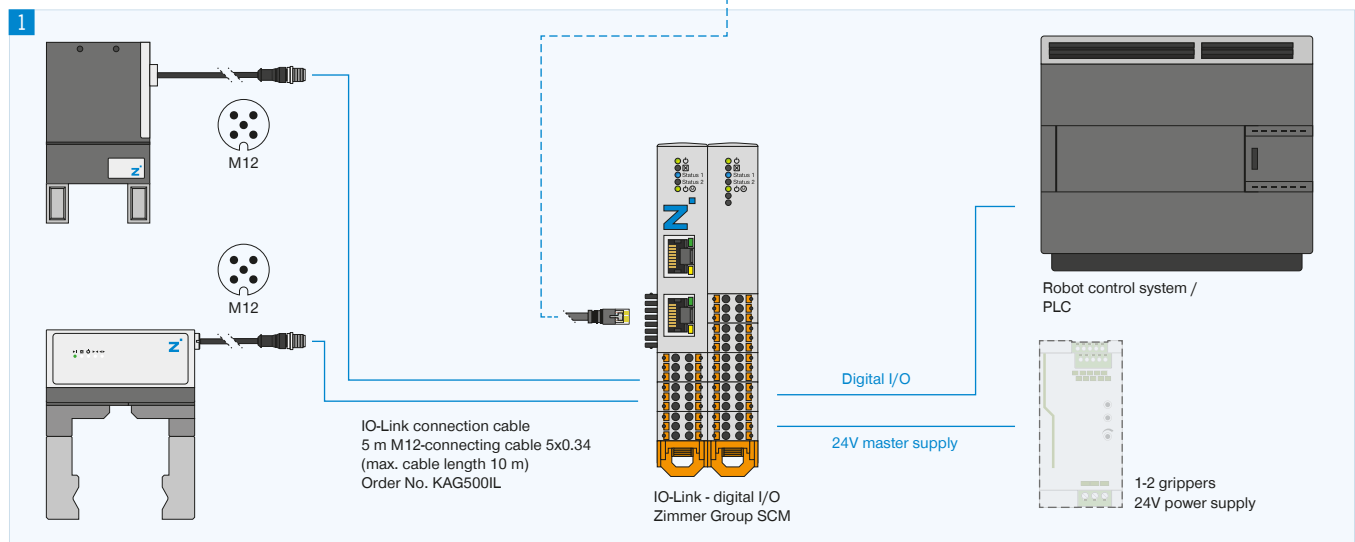 1
M12
M12
IO-Link connection cable
5 m M12-connecting cable 5x0.34
(max. cable length 10 m)
Order No. KAG500IL
Status 1
Status 2
Status 1
Status 2
IO-Link - digital I/O
Zimmer Group SCM
Digital I/O
24V master supply
Robot control system /
PLC
1-2 grippers
24V power supply